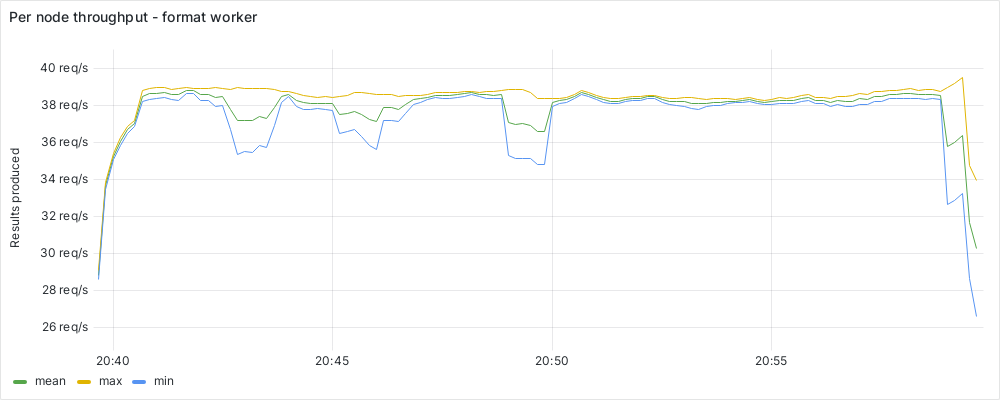 Per node throughput - format worker
Results produced
40 req/s
38 req/s
36 req/s
34 req/s
32 req/s
30 req/s
28 req/s
26 req/s
20:40 20:45 20:50 20:55
mean max min